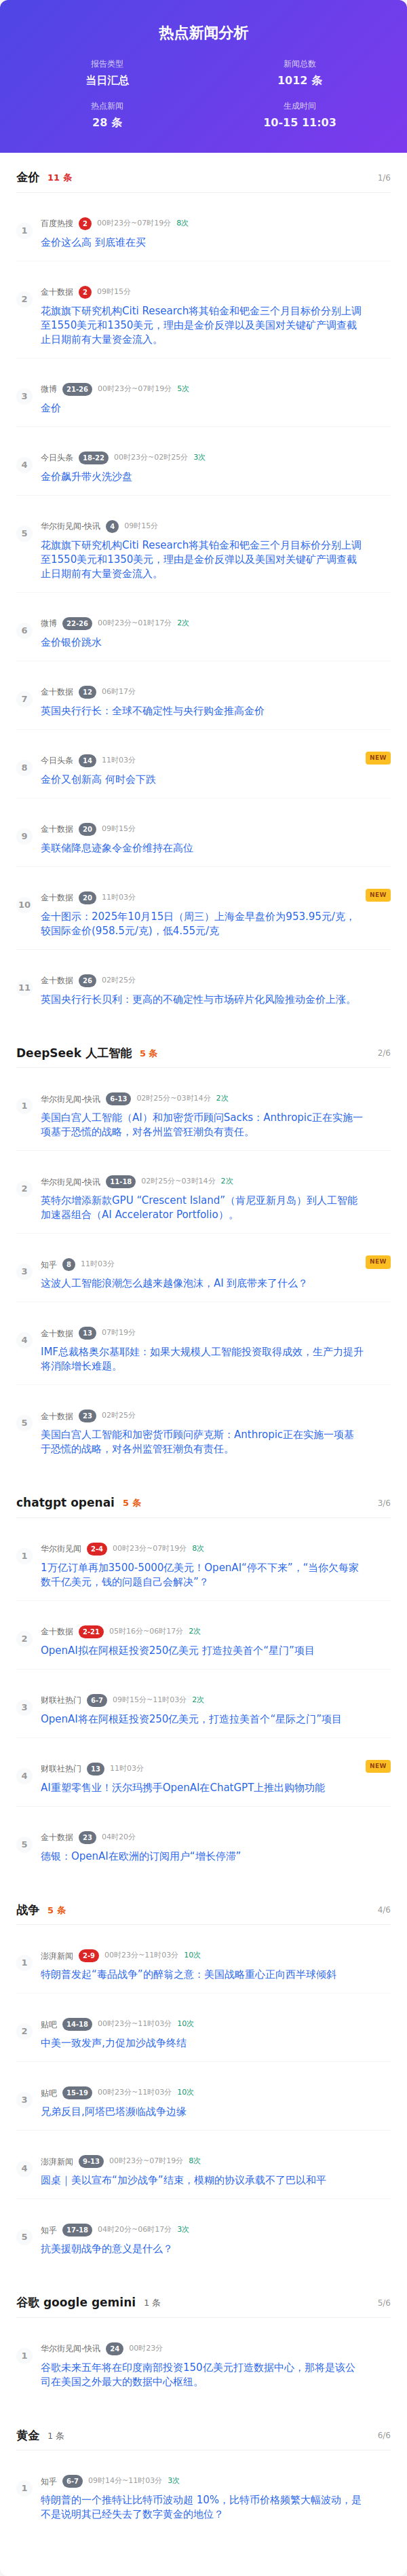 热点新闻分析
报告类型
当日汇总
新闻总数
1012 条
热点新闻
28 条
生成时间
10-15 11:03
金价 11 条 1/6
1
百度热搜 2 00时23分~07时19分 8次
金价这么高 到底谁在买
2
金十数据 2 09时15分
花旗旗下研究机构Citi Research将其铂金和钯金三个月目标价分别上调
至1550美元和1350美元，理由是金价反弹以及美国对关键矿产调查截
止日期前有大量资金流入。
3
微博 21-26 00时23分~07时19分 5次
金价
4
今日头条 18-22 00时23分~02时25分 3次
金价飙升带火洗沙盘
5
华尔街见闻-快讯 4 09时15分
花旗旗下研究机构Citi Research将其铂金和钯金三个月目标价分别上调
至1550美元和1350美元，理由是金价反弹以及美国对关键矿产调查截
止日期前有大量资金流入。
6
微博 22-26 00时23分~01时17分 2次
金价银价跳水
7
金十数据 12 06时17分
英国央行行长：全球不确定性与央行购金推高金价
8
今日头条 14 11时03分 NEW
金价又创新高 何时会下跌
9
金十数据 20 09时15分
美联储降息迹象令金价维持在高位
10
金十数据 20 11时03分 NEW
金十图示：2025年10月15日（周三）上海金早盘价为953.95元/克，
较国际金价(958.5元/克)，低4.55元/克
11
金十数据 26 02时25分
英国央行行长贝利：更高的不确定性与市场碎片化风险推动金价上涨。
DeepSeek 人工智能 5 条 2/6
1
华尔街见闻-快讯 6-13 02时25分~03时14分 2次
美国白宫人工智能（AI）和加密货币顾问Sacks：Anthropic正在实施一
项基于恐慌的战略，对各州监管狂潮负有责任。
2
华尔街见闻-快讯 11-18 02时25分~03时14分 2次
英特尔增添新款GPU “Crescent Island”（肯尼亚新月岛）到人工智能
加速器组合（AI Accelerator Portfolio）。
3
知乎 8 11时03分 NEW
这波人工智能浪潮怎么越来越像泡沫，AI 到底带来了什么？
4
金十数据 13 07时19分
IMF总裁格奥尔基耶娃：如果大规模人工智能投资取得成效，生产力提升
将消除增长难题。
5
金十数据 23 02时25分
美国白宫人工智能和加密货币顾问萨克斯：Anthropic正在实施一项基
于恐慌的战略，对各州监管狂潮负有责任。
chatgpt openai 5 条 3/6
1
华尔街见闻 2-4 00时23分~07时19分 8次
1万亿订单再加3500-5000亿美元！OpenAI“停不下来”，“当你欠每家
数千亿美元，钱的问题自己会解决”？
2
金十数据 2-21 05时16分~06时17分 2次
OpenAI拟在阿根廷投资250亿美元 打造拉美首个“星门”项目
3
财联社热门 6-7 09时15分~11时03分 2次
OpenAI将在阿根廷投资250亿美元，打造拉美首个“星际之门”项目
4
财联社热门 13 11时03分 NEW
AI重塑零售业！沃尔玛携手OpenAI在ChatGPT上推出购物功能
5
金十数据 23 04时20分
德银：OpenAI在欧洲的订阅用户“增长停滞”
战争 5 条 4/6
1
澎湃新闻 2-9 00时23分~11时03分 10次
特朗普发起“毒品战争”的醉翁之意：美国战略重心正向西半球倾斜
2
贴吧 14-18 00时23分~11时03分 10次
中美一致发声,力促加沙战争终结
3
贴吧 15-19 00时23分~11时03分 10次
兄弟反目,阿塔巴塔濒临战争边缘
4
澎湃新闻 9-13 00时23分~07时19分 8次
圆桌｜美以宣布“加沙战争”结束，模糊的协议承载不了巴以和平
5
知乎 17-18 04时20分~06时17分 3次
抗美援朝战争的意义是什么？
谷歌 google gemini 1 条 5/6
1
华尔街见闻-快讯 24 00时23分
谷歌未来五年将在印度南部投资150亿美元打造数据中心，那将是该公
司在美国之外最大的数据中心枢纽。
黄金 1 条 6/6
1
知乎 6-7 09时14分~11时03分 3次
特朗普的一个推特让比特币波动超 10%，比特币价格频繁大幅波动，是
不是说明其已经失去了数字黄金的地位？